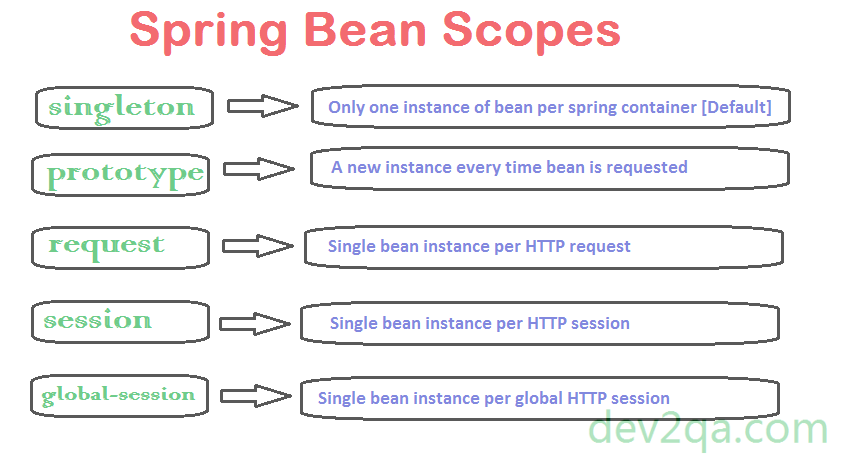 Spring Bean Scopes
singleton
Only one instance of bean per spring container [Default]
prototype
A new instance every time bean is requested
request
Single bean instance per HTTP request
session
Single bean instance per HTTP session
global-session
Single bean instance per global HTTP session
dev2qa.com